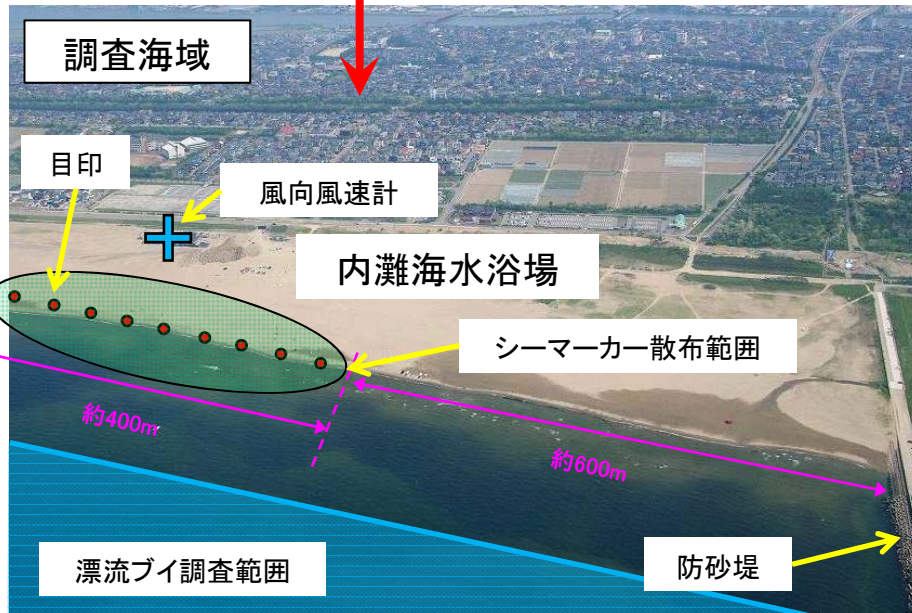 調査海域
目印
風向風速計
内灘海水浴場
シーマーカー散布範囲
約400m
約600m
漂流ブイ調査範囲
防砂堤